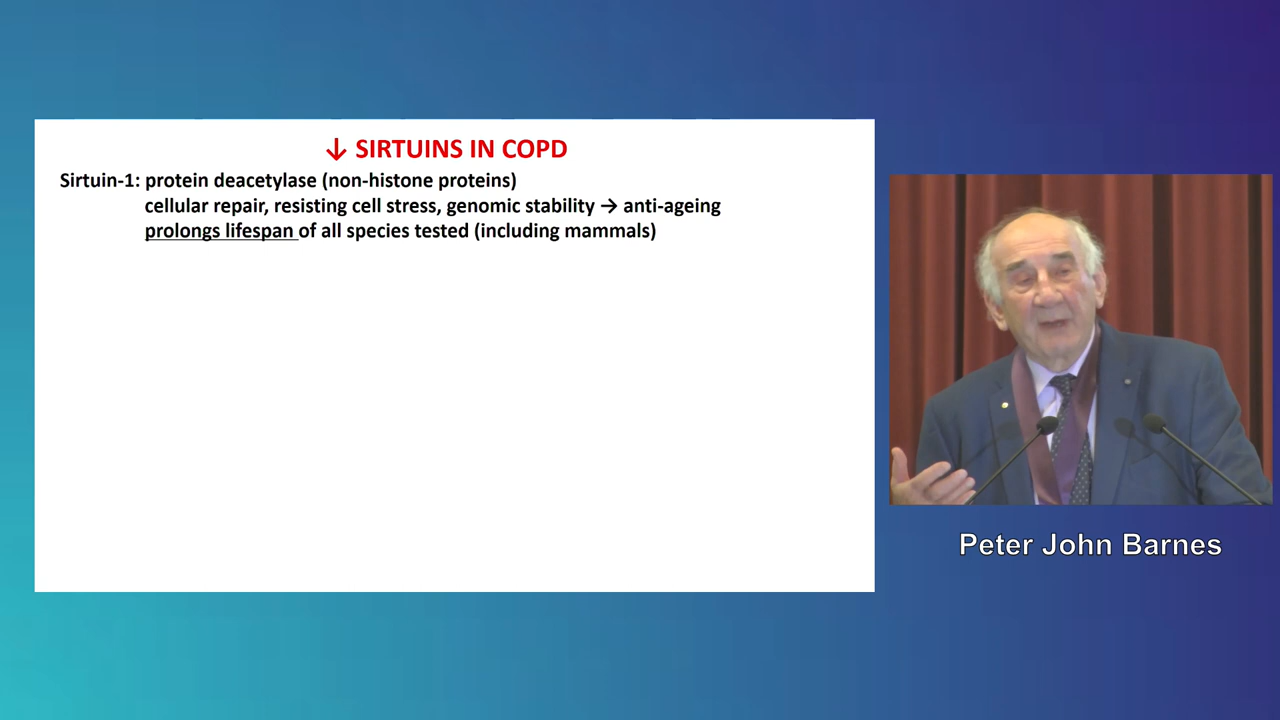 ↓ SIRTUINS IN COPD
Sirtuin-1: protein deacetylase (non-histone proteins)
cellular repair, resisting cell stress, genomic stability → anti-ageing
prolongs lifespan of all species tested (including mammals)
Peter John Barnes